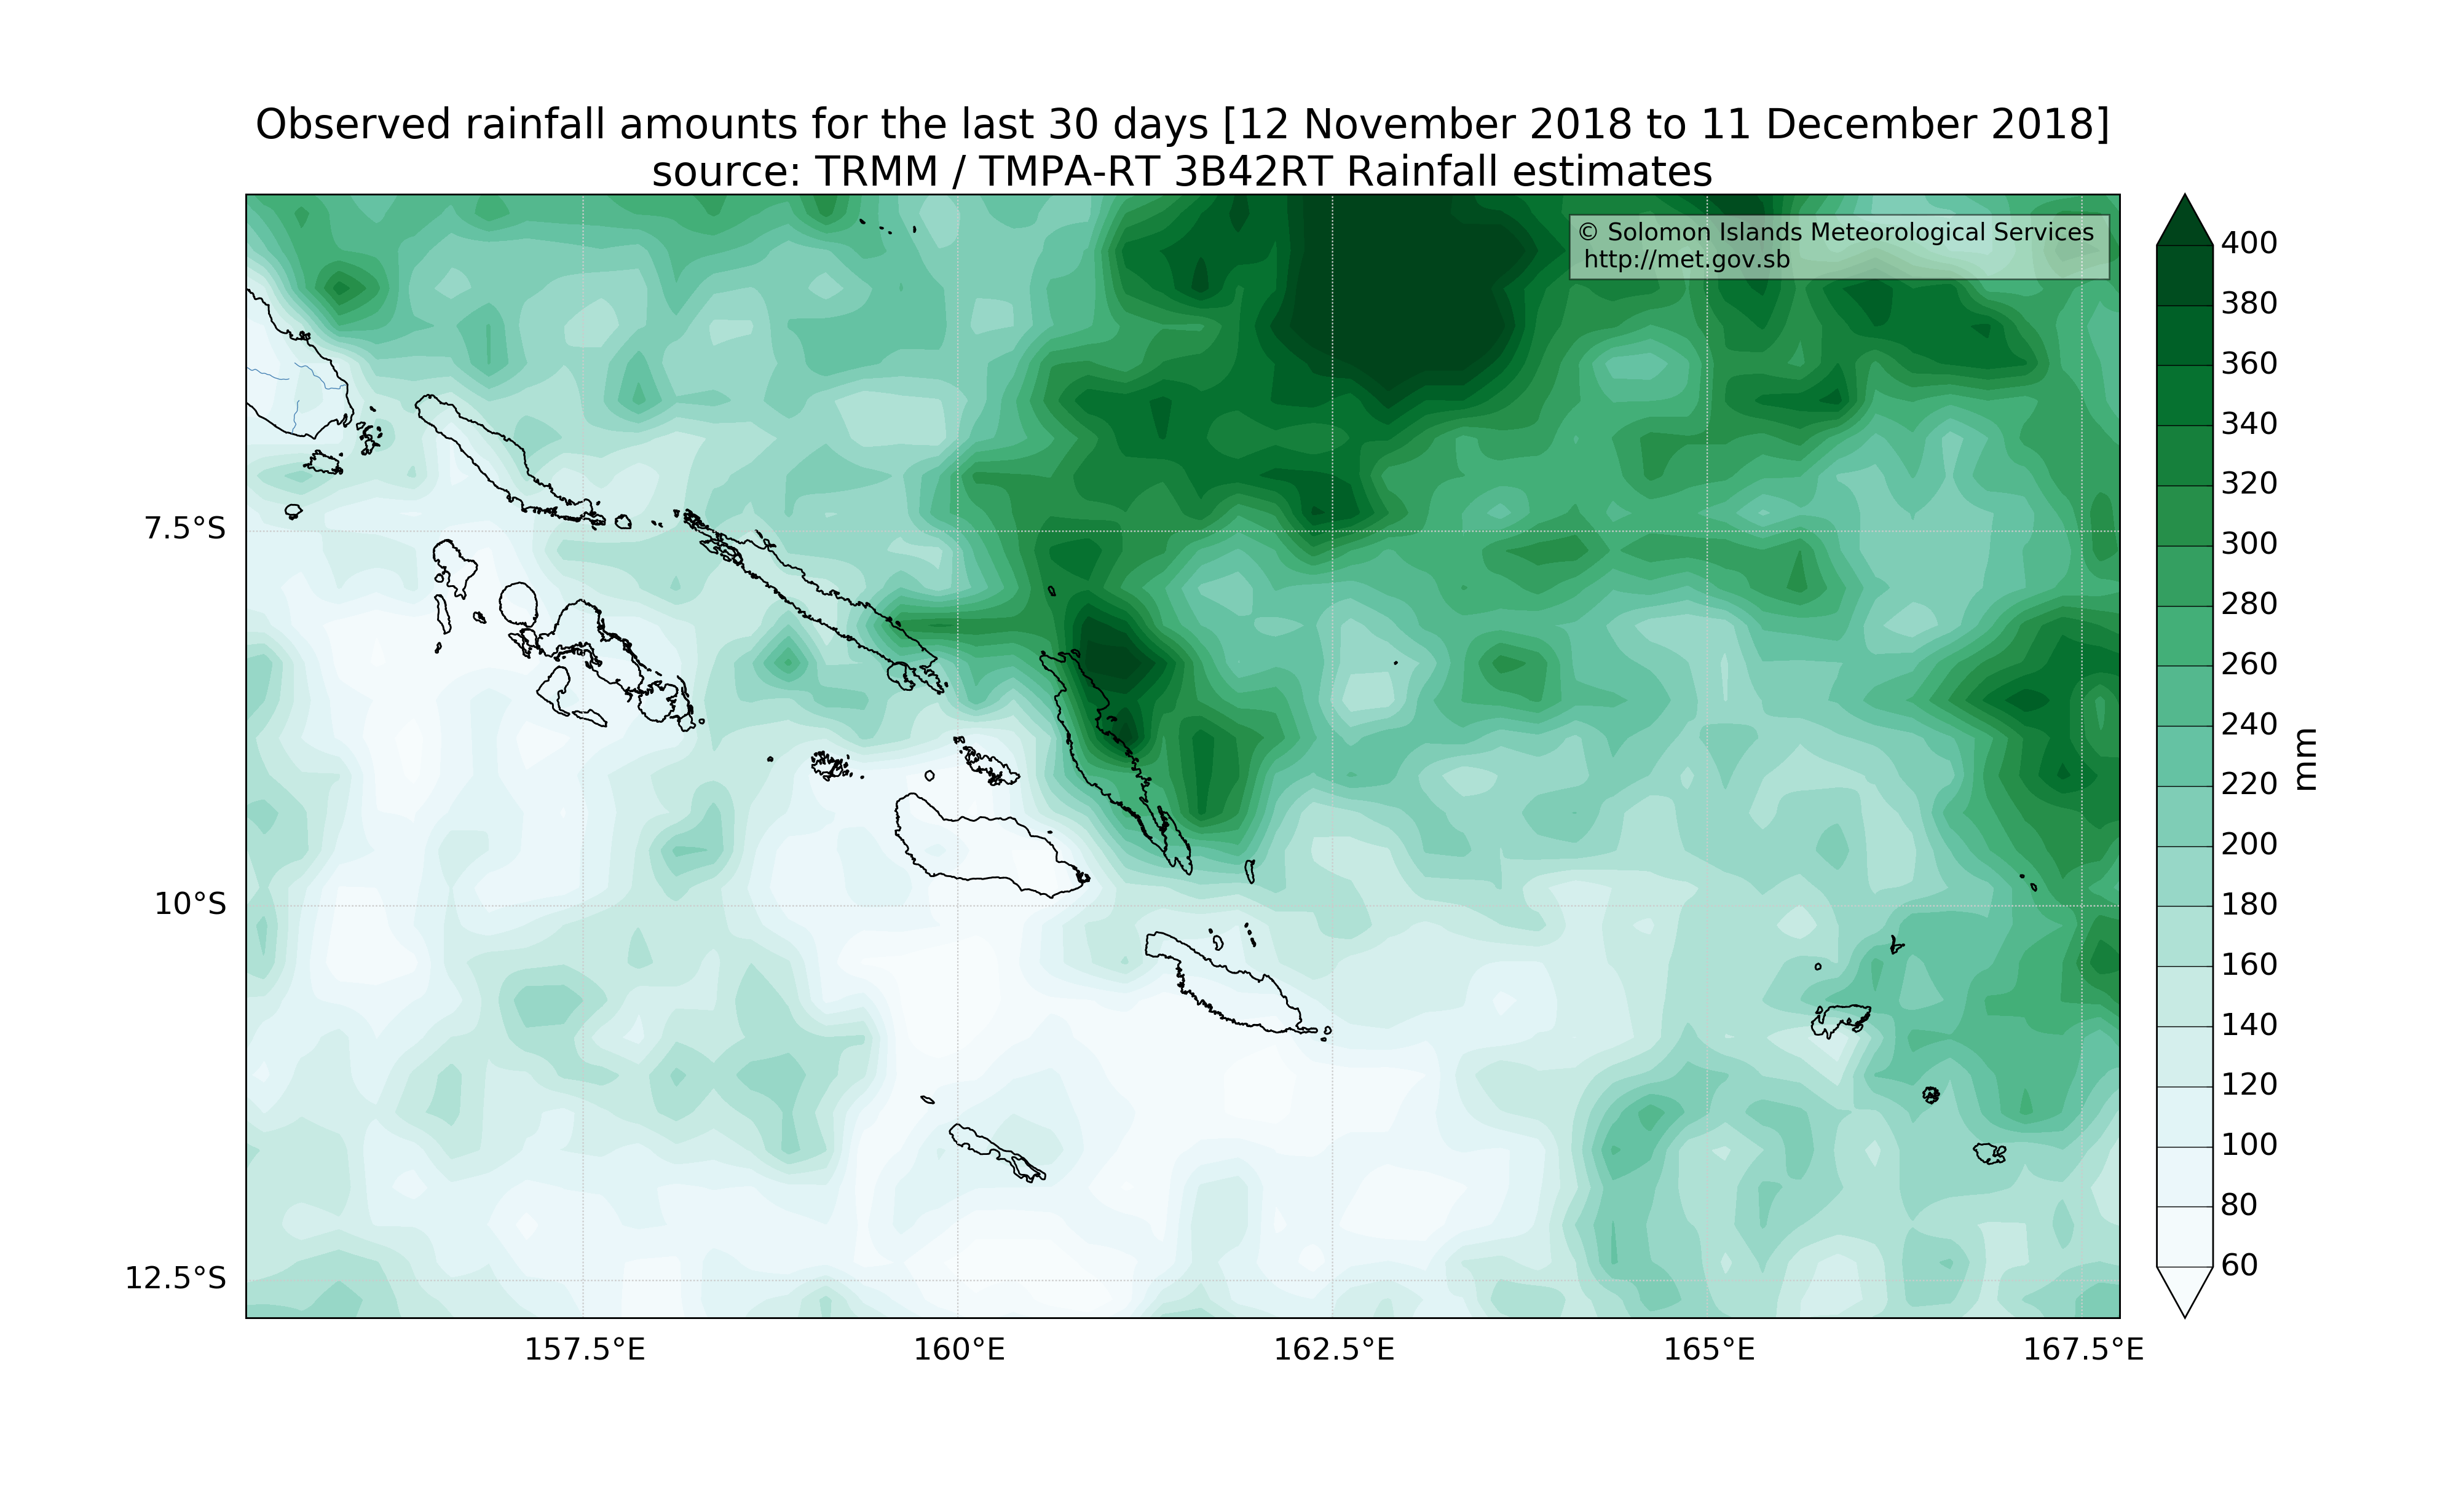 Observed rainfall amounts for the last 30 days [12 November 2018 to 11 December 2018]
source: TRMM / TMPA-RT 3B42RT Rainfall estimates
© Solomon Islands Meteorological Services
http://met.gov.sb
7.5°S
10°S
12.5°S
157.5°E
160°E
162.5°E
165°E
167.5°E
400
380
360
340
320
300
280
260
240
220
200
180
160
140
120
100
80
60
mm